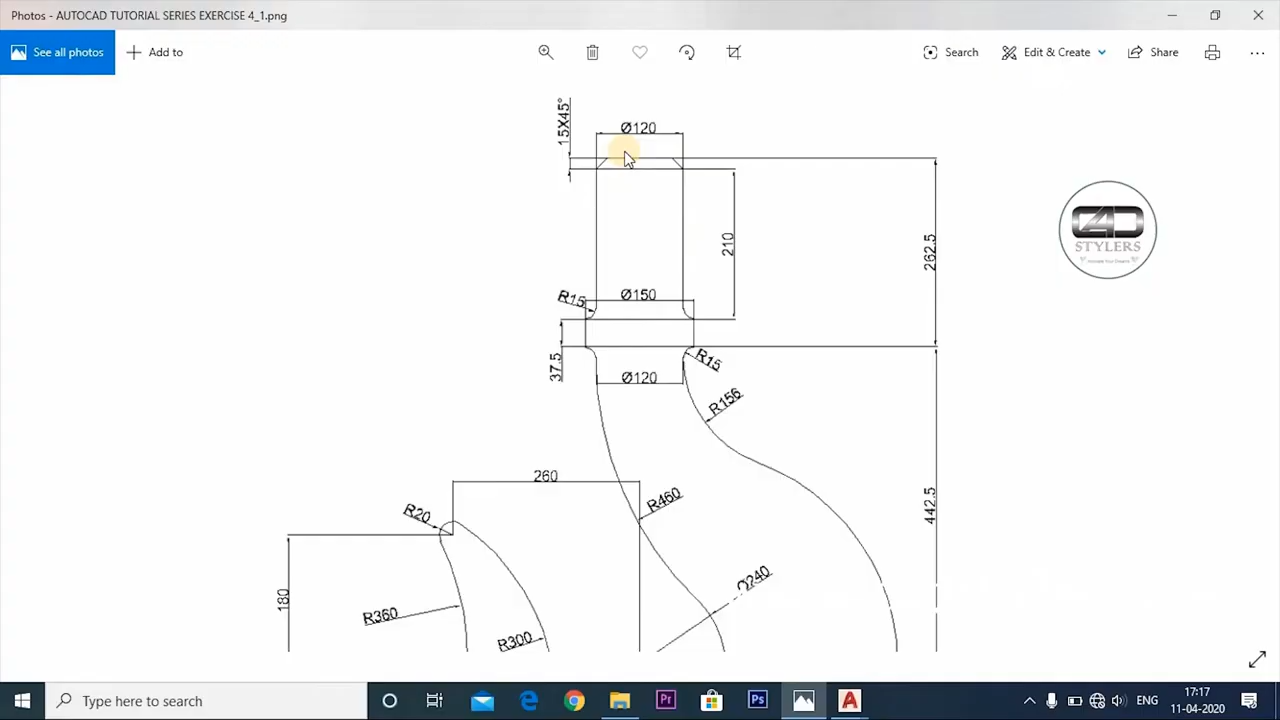 Photos - AUTOCAD TUTORIAL SERIES EXERCISE 4_1.png
See all photos
Add to
Search
Edit & Create
Share
15X45°
Ø120
210
262.5
R15
Ø150
37.5
R15
Ø120
R156
260
R460
442.5
R20
Ø240
180
R360
R300
CAD
STYLERS
Type here to search
ENG
17:17
11-04-2020